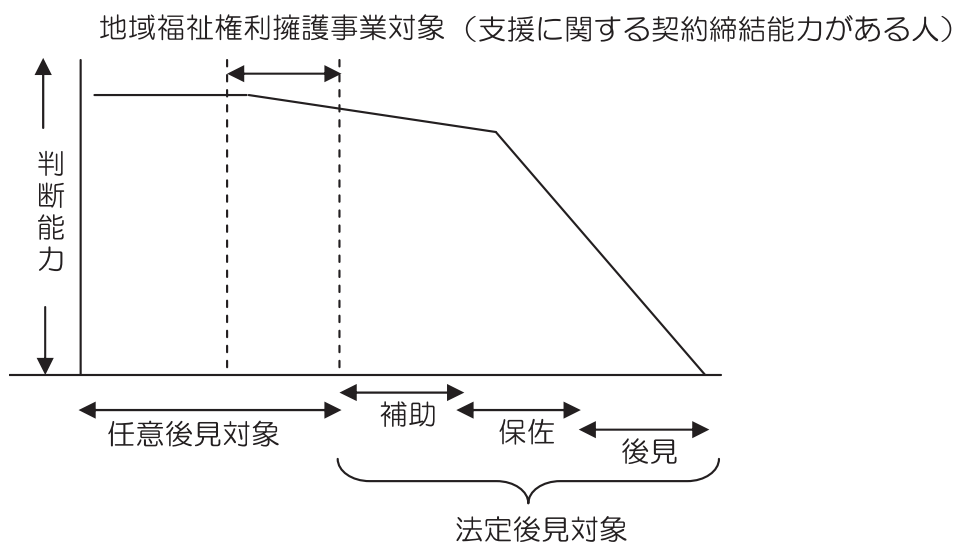 地域福祉権利擁護事業対象（支援に関する契約締結能力がある人）
判断能力
補助
任意後見対象
保佐
後見
法定後見対象